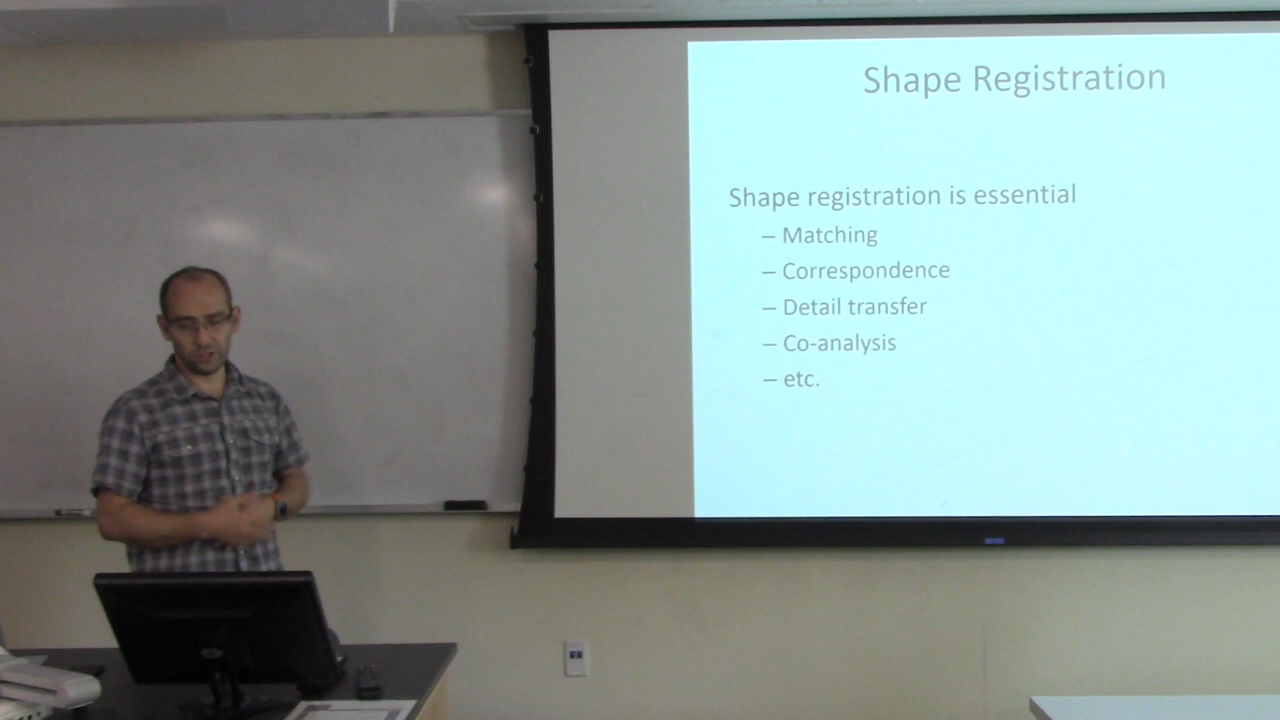 Shape Registration
Shape registration is essential
– Matching
– Correspondence
– Detail transfer
– Co-analysis
– etc.